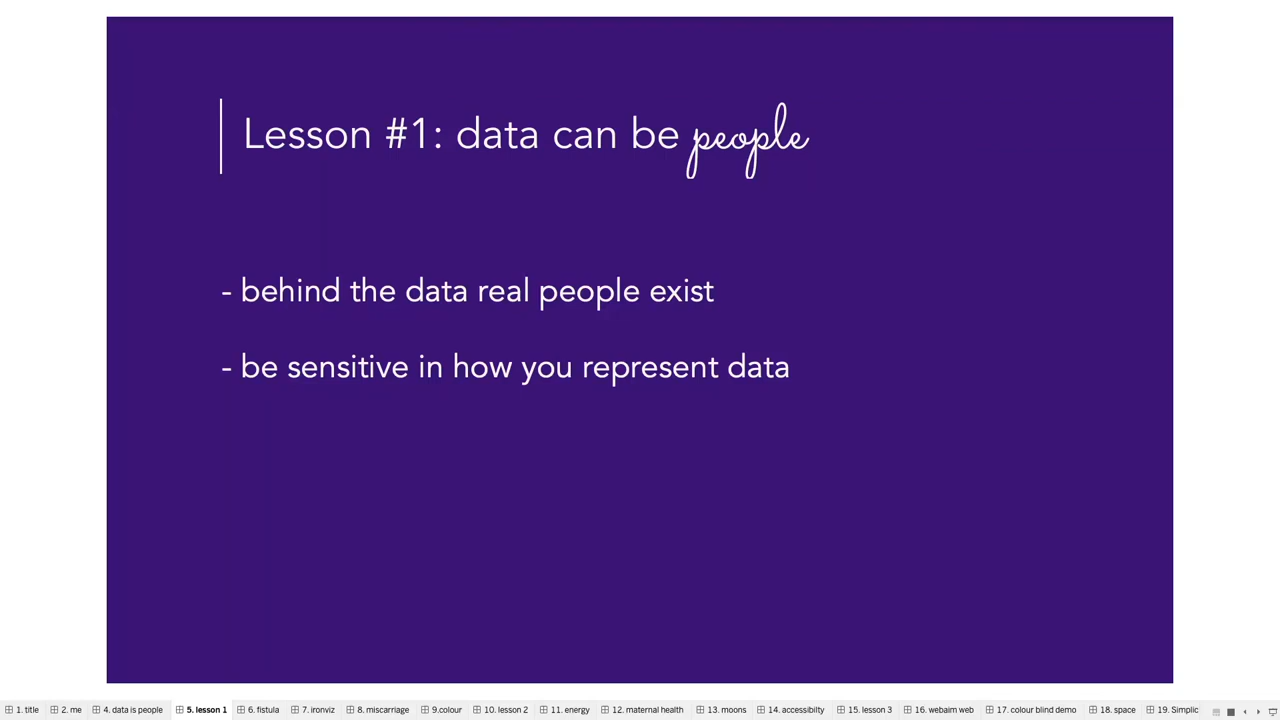 Lesson #1: data can be people
- behind the data real people exist
- be sensitive in how you represent data
1. title 2. me 4. data is people 5. lesson 1 6. fistula 7. ironviz 8. miscarriage 9.colour 10. lesson 2 11. energy 12. maternal health 13. moons 14. accessibilty 15. lesson 3 16. webaim web 17. colour blind demo 18. space 19. Simplic